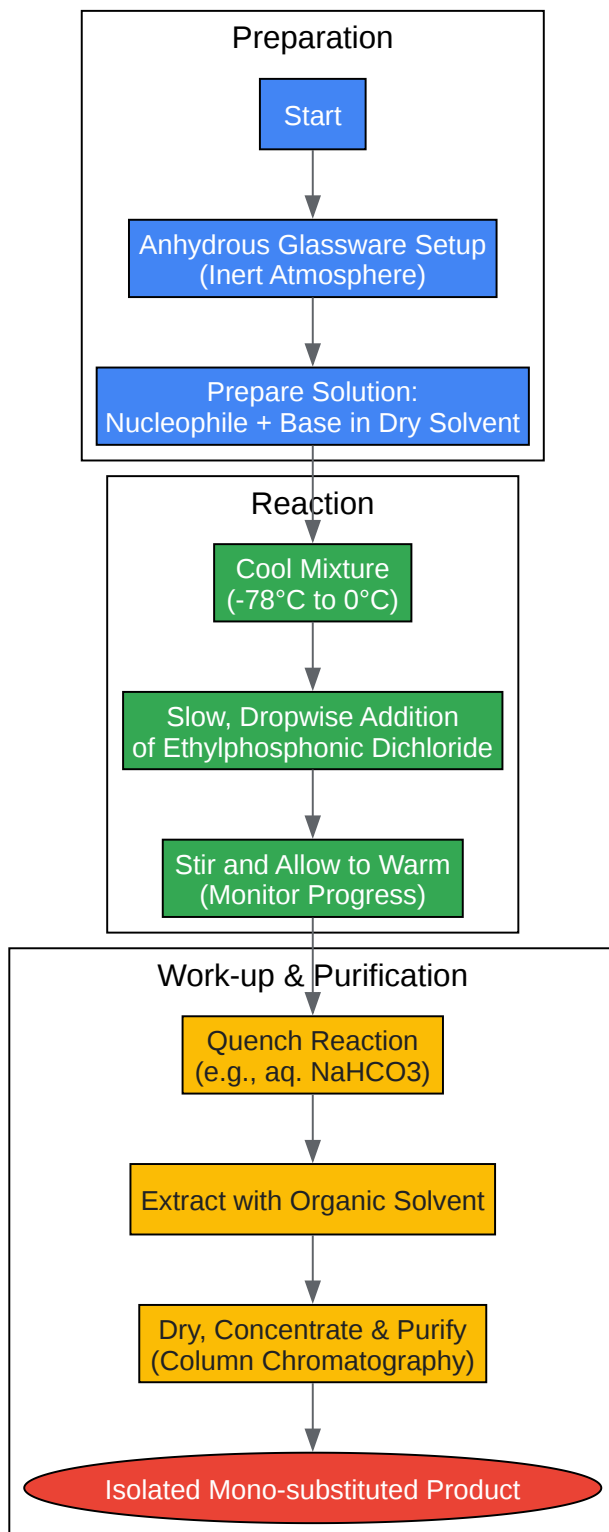 Preparation
Start
Anhydrous Glassware Setup
(Inert Atmosphere)
Prepare Solution:
Nucleophile + Base in Dry Solvent
Reaction
Cool Mixture
(-78°C to 0°C)
Slow, Dropwise Addition
of Ethylphosphonic Dichloride
Stir and Allow to Warm
(Monitor Progress)
Work-up & Purification
Quench Reaction
(e.g., aq. NaHCO3)
Extract with Organic Solvent
Dry, Concentrate & Purify
(Column Chromatography)
Isolated Mono-substituted Product